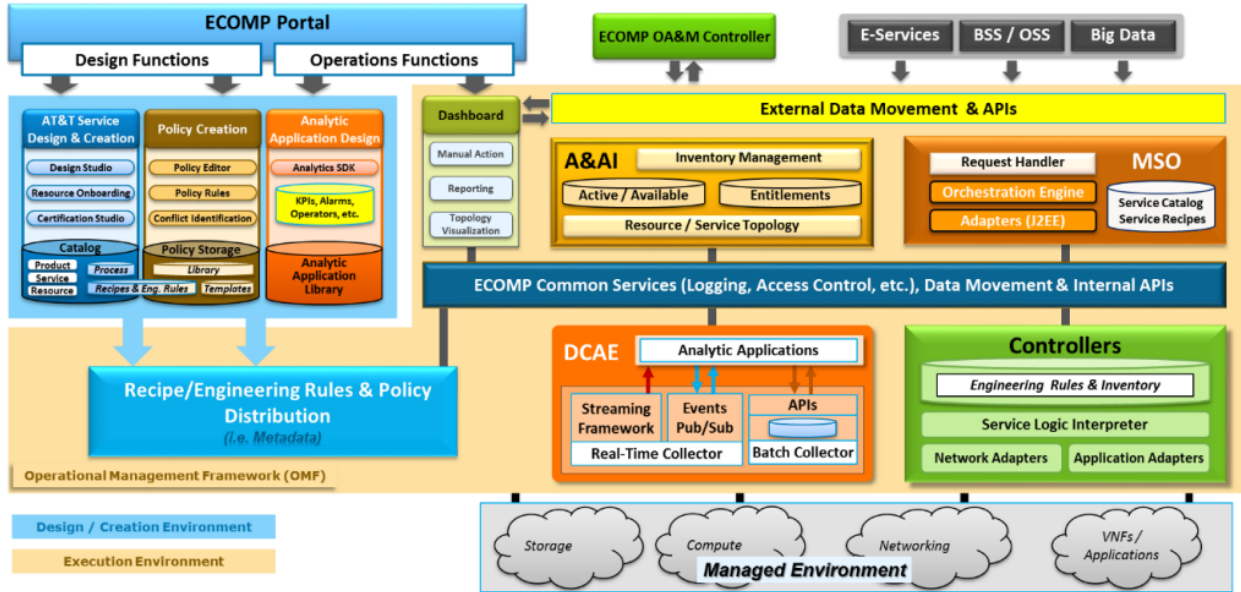 ECOMP Portal
Design Functions
Operations Functions
ECOMP OA&M Controller
E-Services
BSS / OSS
Big Data
AT&T Service
Design & Creation
Design Studio
Resource Onboarding
Certification Studio
Catalog
Product
Service
Resource
Process
Recipes & Eng. Rules
Policy Creation
Policy Editor
Policy Rules
Conflict Identification
Policy Storage
Library
Templates
Analytic
Application Design
Analytics SDK
KPIs, Alarms,
Operators, etc.
Analytic
Application
Library
Dashboard
Manual Action
Reporting
Topology
Visualization
External Data Movement & APIs
A&AI
Inventory Management
Active / Available
Entitlements
Resource / Service Topology
Request Handler
MSO
Orchestration Engine
Adapters (J2EE)
Service Catalog
Service Recipes
ECOMP Common Services (Logging, Access Control, etc.), Data Movement & Internal APIs
Recipe/Engineering Rules & Policy
Distribution
(i.e. Metadata)
DCAE
Analytic Applications
Streaming
Framework
Events
Pub/Sub
APIs
Real-Time Collector
Batch Collector
Controllers
Engineering Rules & Inventory
Service Logic Interpreter
Network Adapters
Application Adapters
Operational Management Framework (OMF)
Design / Creation Environment
Execution Environment
Storage
Compute
Networking
VNFs /
Applications
Managed Environment